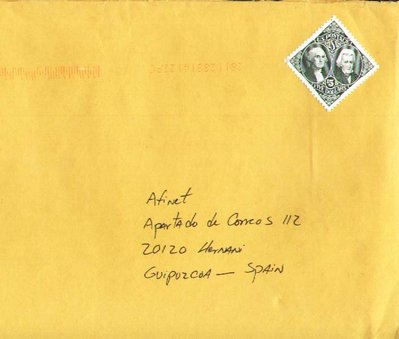 Afinet
Apartado de Correos 112
20120 Hernani
Guipuzcoa — Spain